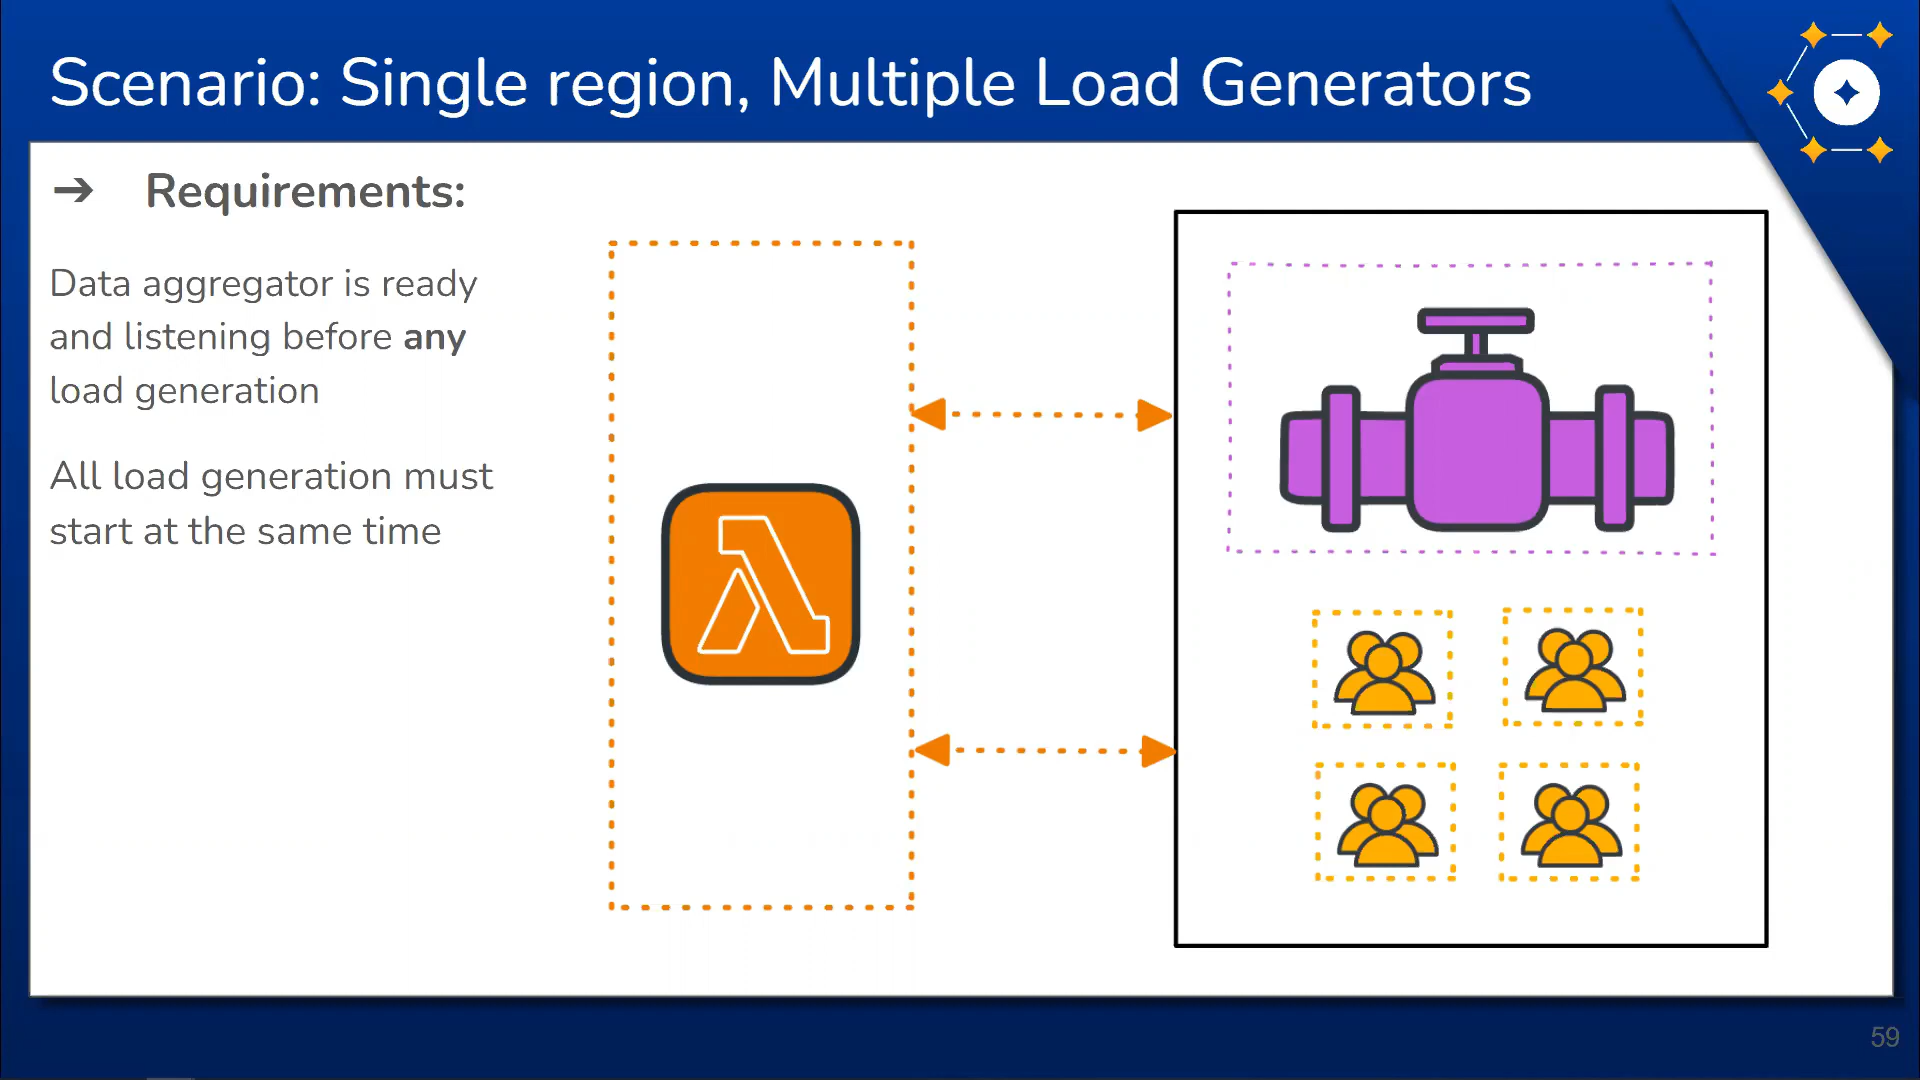 Scenario: Single region, Multiple Load Generators
➔ Requirements:
Data aggregator is ready
and listening before any
load generation
All load generation must
start at the same time
59